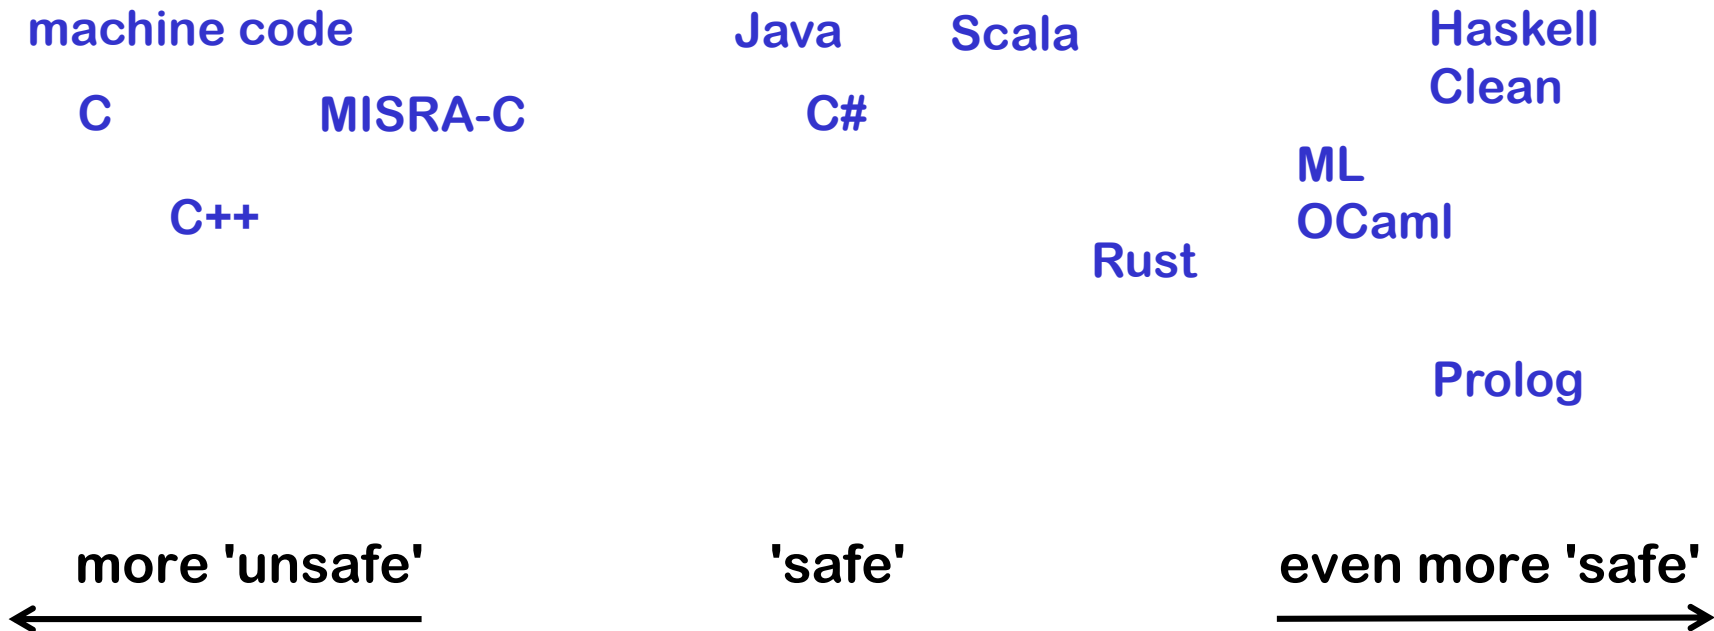 machine code
Java
Scala
Haskell
Clean
C
MISRA-C
C#
ML
OCaml
C++
Rust
Prolog
more 'unsafe'
'safe'
even more 'safe'